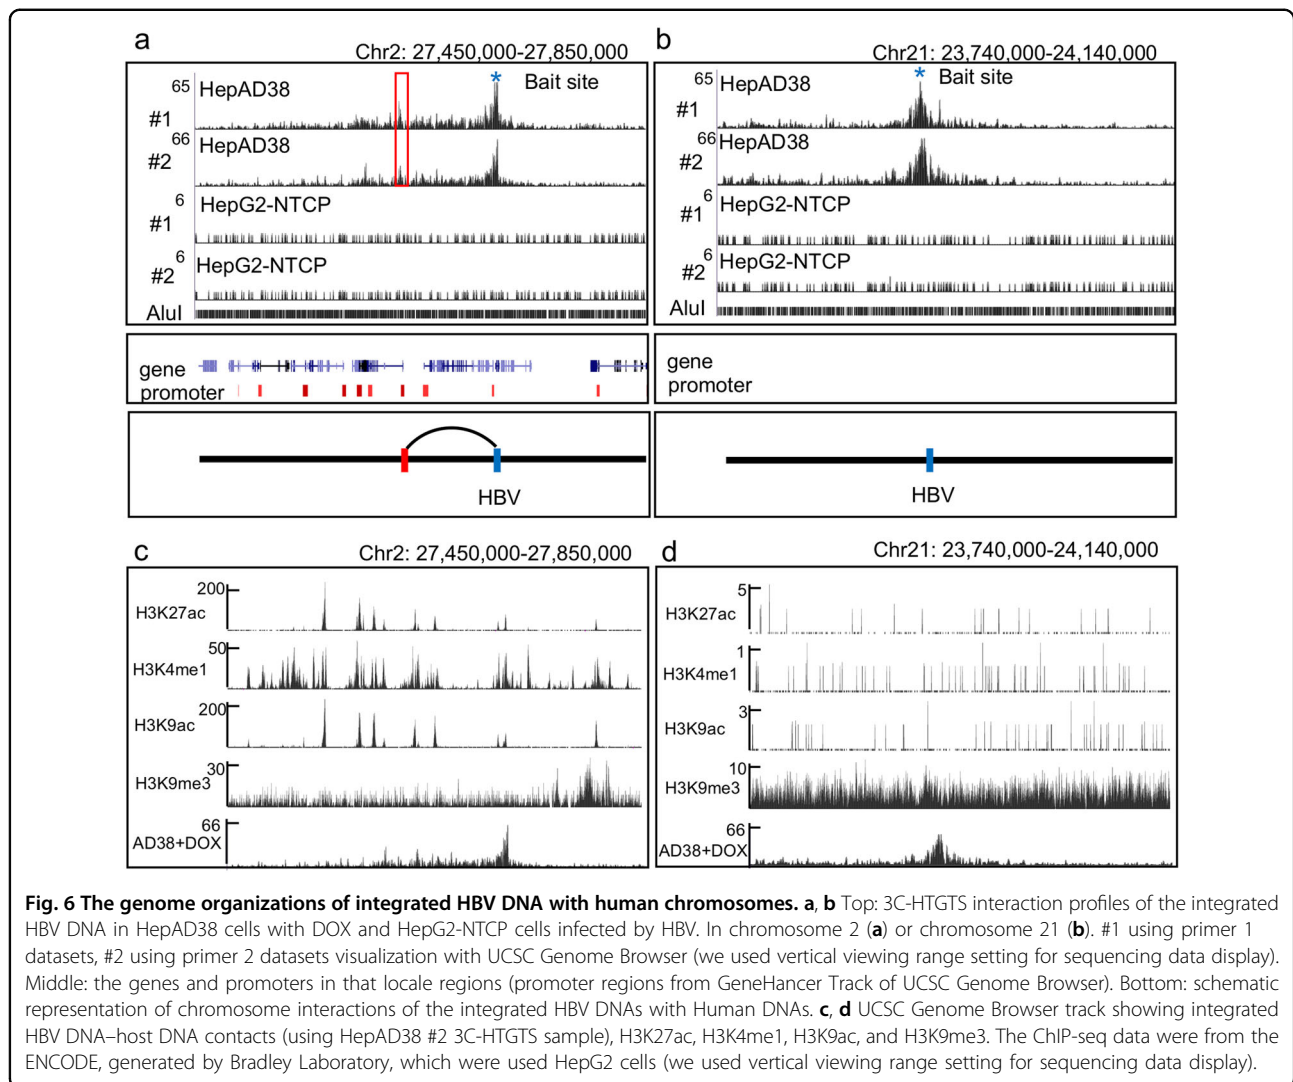 a
Chr2: 27,450,000-27,850,000
65
HepAD38
* Bait site
#1
66
HepAD38
#2
6
HepG2-NTCP
#1
6
HepG2-NTCP
#2
AluI
gene
promoter
HBV
b
Chr21: 23,740,000-24,140,000
65
HepAD38
* Bait site
#1
66
HepAD38
#2
6
HepG2-NTCP
#1
6
HepG2-NTCP
#2
AluI
gene
promoter
HBV
c
Chr2: 27,450,000-27,850,000
200
H3K27ac
50
H3K4me1
200
H3K9ac
30
H3K9me3
66
AD38+DOX
d
Chr21: 23,740,000-24,140,000
5
H3K27ac
1
H3K4me1
3
H3K9ac
10
H3K9me3
66
AD38+DOX
Fig. 6 The genome organizations of integrated HBV DNA with human chromosomes. a, b Top: 3C-HTGTS interaction profiles of the integrated
HBV DNA in HepAD38 cells with DOX and HepG2-NTCP cells infected by HBV. In chromosome 2 (a) or chromosome 21 (b). #1 using primer 1
datasets, #2 using primer 2 datasets visualization with UCSC Genome Browser (we used vertical viewing range setting for sequencing data display).
Middle: the genes and promoters in that locale regions (promoter regions from GeneHancer Track of UCSC Genome Browser). Bottom: schematic
representation of chromosome interactions of the integrated HBV DNAs with Human DNAs. c, d UCSC Genome Browser track showing integrated
HBV DNA–host DNA contacts (using HepAD38 #2 3C-HTGTS sample), H3K27ac, H3K4me1, H3K9ac, and H3K9me3. The ChIP-seq data were from the
ENCODE, generated by Bradley Laboratory, which were used HepG2 cells (we used vertical viewing range setting for sequencing data display).